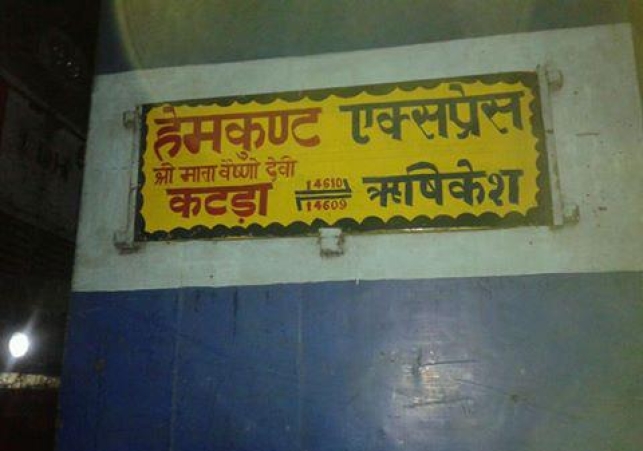 हेमकुण्ट एक्सप्रेस
श्री माता वैष्णो देवी
कटड़ा 14610 14609 ऋषिकेश